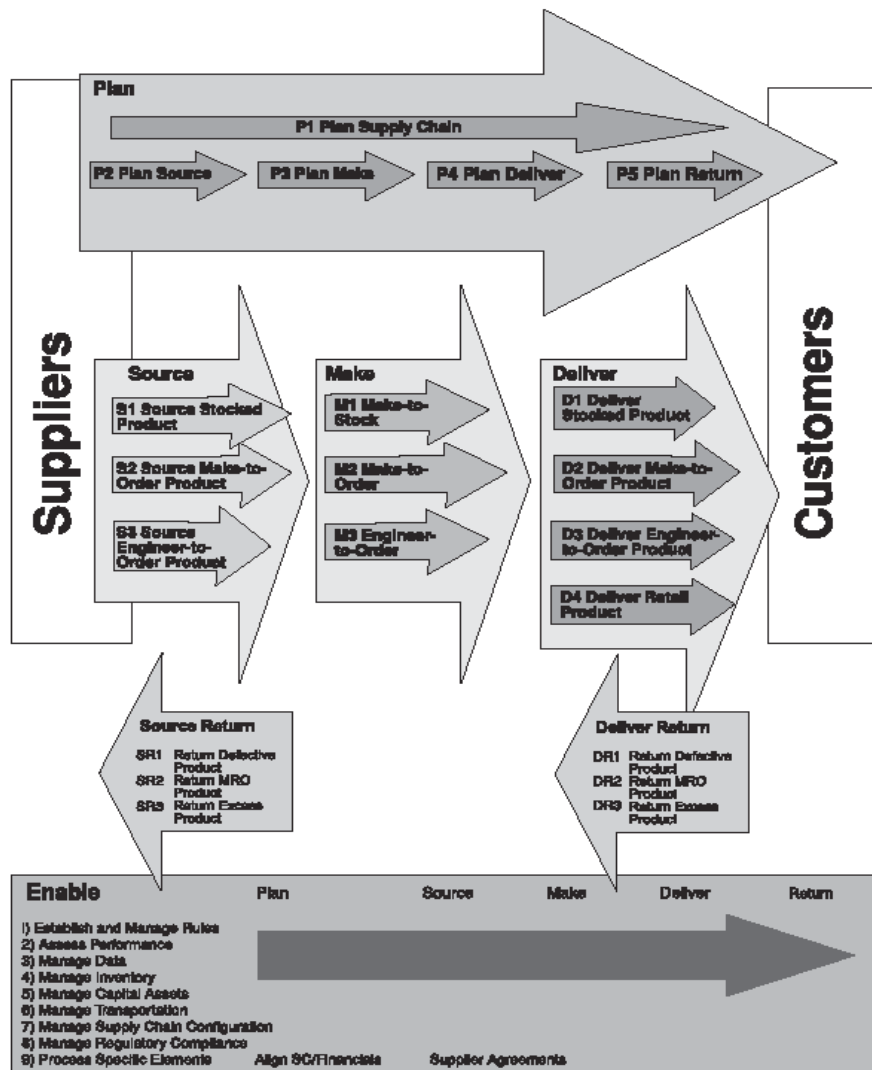 Plan
P1 Plan Supply Chain
P2 Plan Source
P3 Plan Make
P4 Plan Deliver
P5 Plan Return
Suppliers
Customers
Source
S1 Source Stocked
Product
S2 Source Make-to-
Order Product
S3 Source
Engineer-to-
Order Product
Make
M1 Make-to-
Stock
M2 Make-to-
Order
M3 Engineer-
to-Order
Deliver
D1 Deliver
Stocked Product
D2 Deliver Make-to-
Order Product
D3 Deliver Engineer-
to-Order Product
D4 Deliver Retail
Product
Source Return
SR1 Return Defective
Product
SR2 Return MRO
Product
SR3 Return Excess
Product
Deliver Return
DR1 Return Defective
Product
DR2 Return MRO
Product
DR3 Return Excess
Product
Enable
Plan
Source
Make
Deliver
Return
1) Establish and Manage Rules
2) Assess Performance
3) Manage Data
4) Manage Inventory
5) Manage Capital Assets
6) Manage Transportation
7) Manage Supply Chain Configuration
8) Manage Regulatory Compliance
9) Process Specific Elements
Align SC/Financials
Supplier Agreements